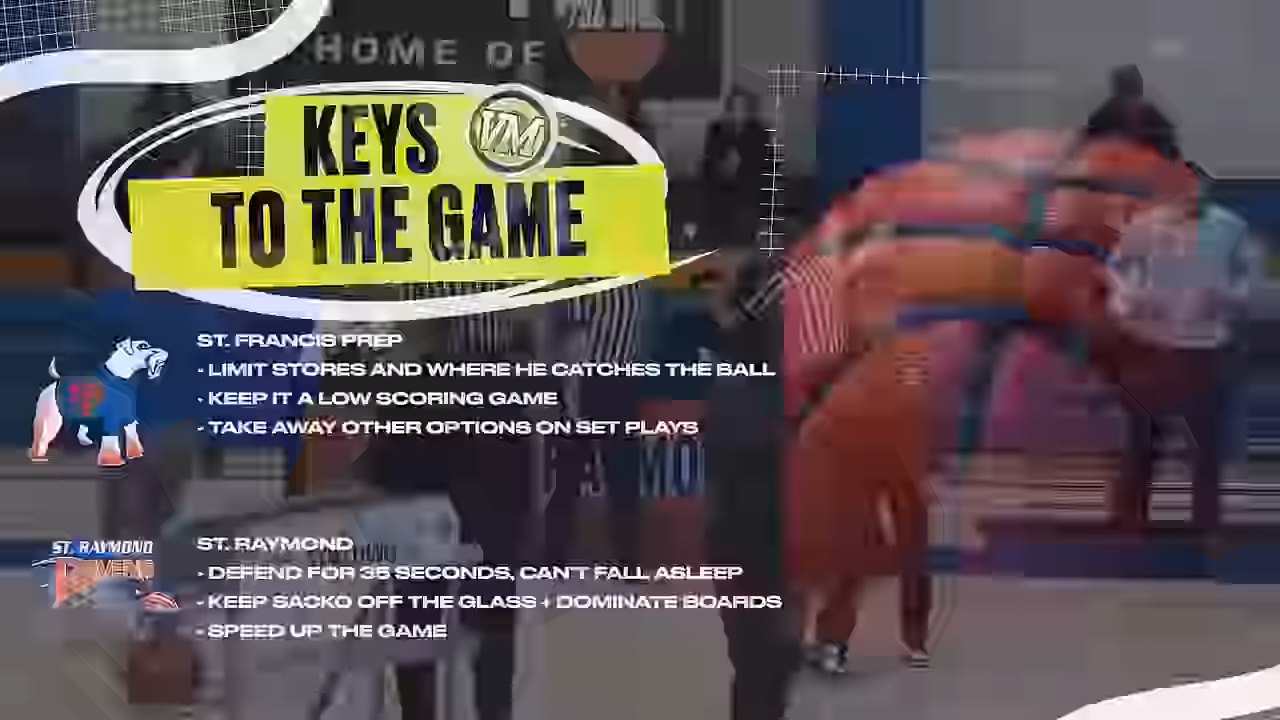 HOME OF
KEYS
VM
TO THE GAME
ST. FRANCIS PREP
- LIMIT STORES AND WHERE HE CATCHES THE BALL
- KEEP IT A LOW SCORING GAME
- TAKE AWAY OTHER OPTIONS ON SET PLAYS
ST. RAYMOND
ST. RAYMOND
- DEFEND FOR 35 SECONDS, CAN'T FALL ASLEEP
- KEEP SACKO OFF THE GLASS + DOMINATE BOARDS
- SPEED UP THE GAME